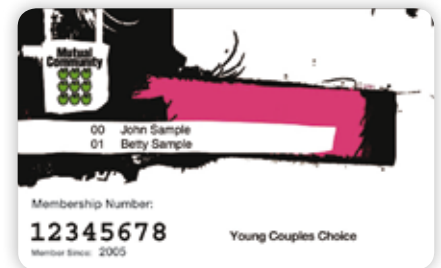 Mutual
Community
00 John Sample
01 Betty Sample
Membership Number:
12345678
Young Couples Choice
Member Since: 2005